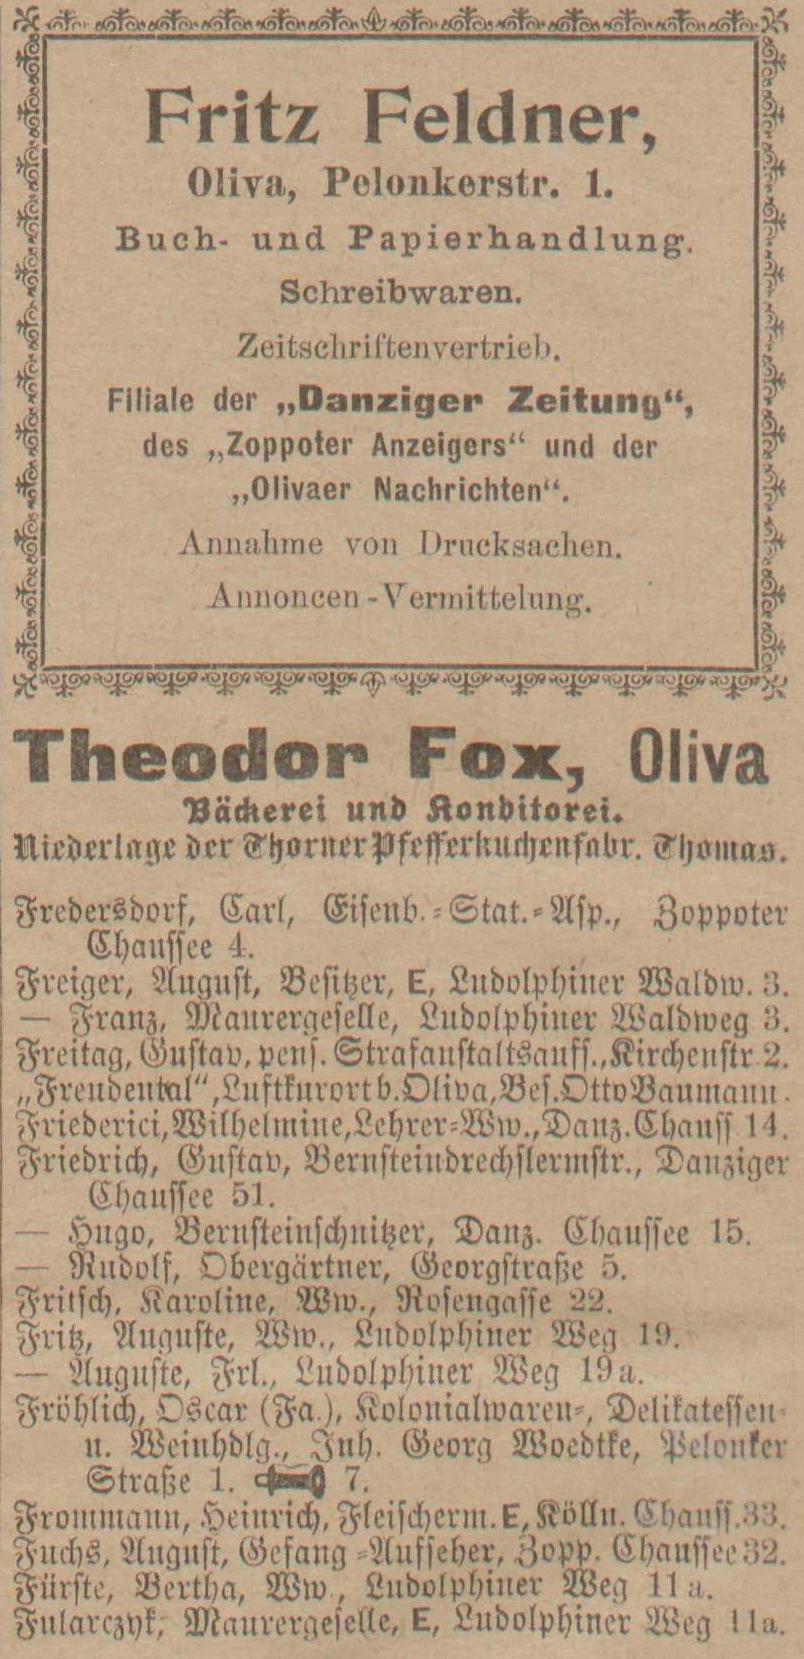 Fritz Feldner,
Oliva, Pelonkerstr. 1.
Buch- und Papierhandlung.
Schreibwaren.
Zeitschriftenvertrieb.
Filiale der „Danziger Zeitung“,
des „Zoppoter Anzeigers“ und der
„Olivaer Nachrichten“.
Annahme von Drucksachen.
Annoncen-Vermittelung.
Theodor Fox, Oliva
Bäckerei und Konditorei.
Niederlage der Thorner Pfefferkuchenfabr. Thomas.
Fredersdorf, Carl, Eisenb.-Stat.-Asp., Zoppoter
Chaussee 4.
Freiger, August, Besitzer, E, Ludolphiner Waldw. 3.
— Franz, Maurergeselle, Ludolphiner Waldweg 3.
Freitag, Gustav, pens. Strafanstaltsauff., Kirchenstr. 2.
„Freudental“, Luftkurort b. Oliva, Bes. Otto Baumann.
Friederici, Wilhelmine, Lehrer-Ww., Danz. Chauss 14.
Friedrich, Gustav, Bernsteindrechslermstr., Danziger
Chaussee 51.
— Hugo, Bernsteinschnitzer, Danz. Chaussee 15.
— Rudolf, Obergärtner, Georgstraße 5.
Fritsch, Karoline, Ww., Rosengasse 22.
Fritz, Auguste, Ww., Ludolphiner Weg 19.
— Auguste, Frl., Ludolphiner Weg 19a.
Fröhlich, Oscar (Fa.), Kolonialwaren-, Delikatessen-
u. Weinhdlg., Inh. Georg Woedtke, Pelonker
Straße 1. 7.
Frommann, Heinrich, Fleischerm. E, Kölln. Chauss. 33.
Fuchs, August, Gefang-Aufseher, Zopp. Chaussee 32.
Fürste, Bertha, Ww., Ludolphiner Weg 11a.
Fularczyk, Maurergeselle, E, Ludolphiner Weg 11a.